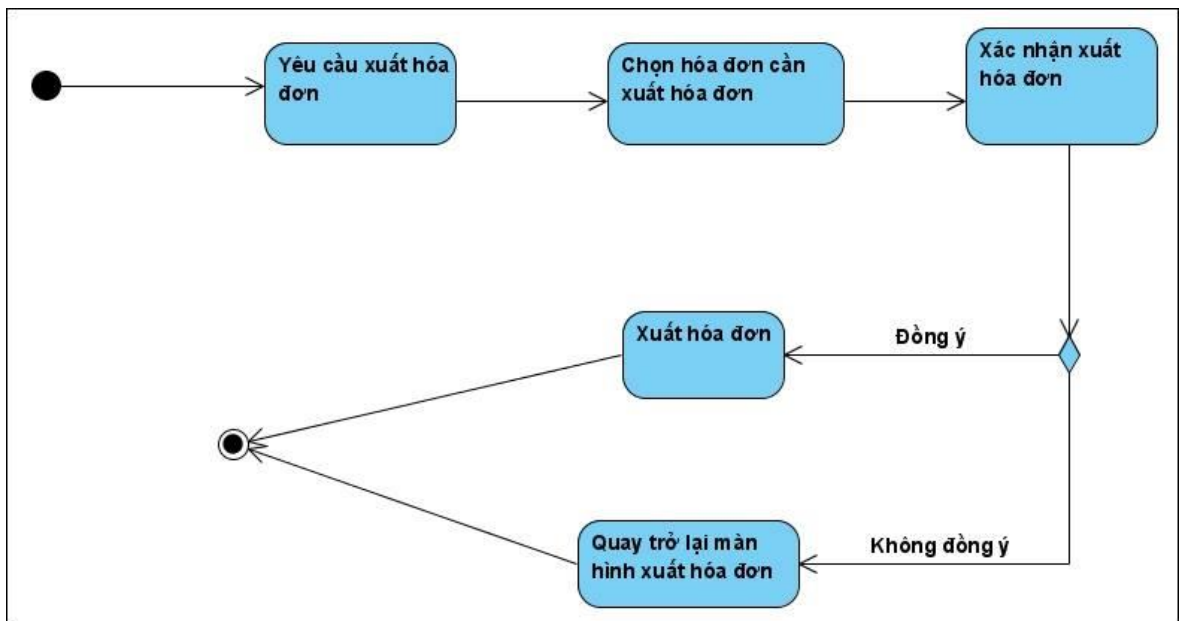 Yêu cầu xuất hóa
đơn
Chọn hóa đơn cần
xuất hóa đơn
Xác nhận xuất
hóa đơn
Xuất hóa đơn
Đồng ý
Quay trở lại màn
hình xuất hóa đơn
Không đồng ý